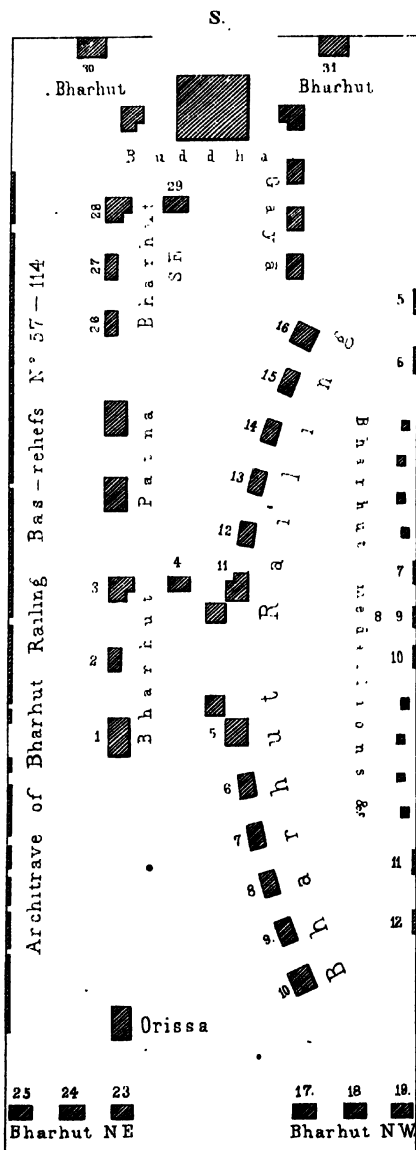 S.
30
31
Bharhut
Bharhut
Buddha
Gaya
28
29
27
26
Bharhut
SE
Architrave of Bharhut Railing Bas-reliefs Nº 57-114
Patna
16
15
14
13
12
11
4
3
2
1
Bharhut
5
6
7
8
9.
10
Bharhut Railing
5
6
7
8
9
10
11
12
Bharhut medallions &c
Orissa
25
24
23
17.
18
19.
Bharhut NE
Bharhut NW